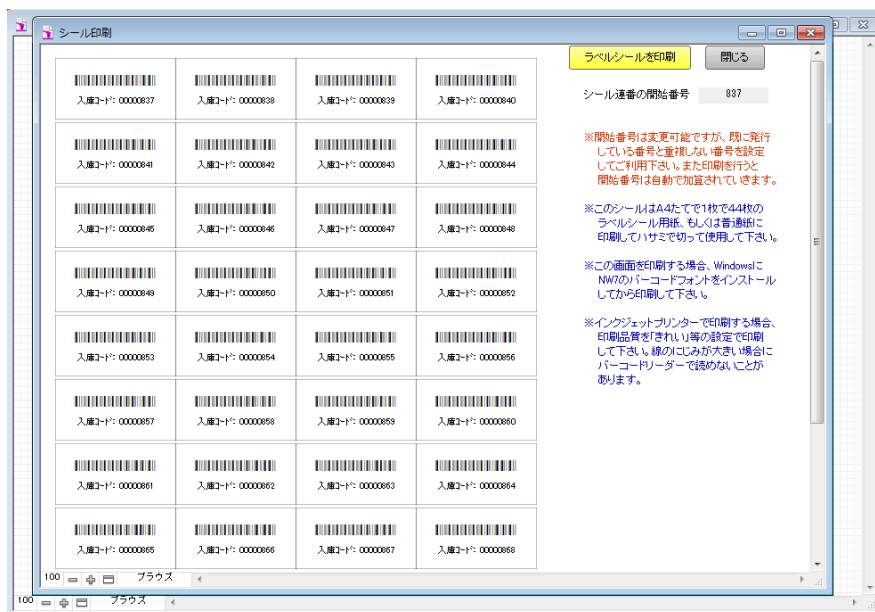 シール印刷
ラベルシールを印刷 閉じる
シール連番の開始番号 837
※開始番号は変更可能ですが、既に発行
している番号と重複しない番号を設定
してご利用下さい。また印刷を行うと
開始番号は自動で加算されていきます。
※このシールはA4たてで1枚で44枚の
ラベルシール用紙、もしくは普通紙に
印刷してハサミで切って使用して下さい。
※この画面を印刷する場合、Windowsに
NW7のバーコードフォントをインストール
してから印刷して下さい。
※インクジェットプリンターで印刷する場合、
印刷品質を「きれい」等の設定で印刷
して下さい。線のにじみが大きい場合に
バーコードリーダーで読めないことが
あります。
入庫コード: 00000837 入庫コード: 00000838 入庫コード: 00000839 入庫コード: 00000840
入庫コード: 00000841 入庫コード: 00000842 入庫コード: 00000843 入庫コード: 00000844
入庫コード: 00000845 入庫コード: 00000846 入庫コード: 00000847 入庫コード: 00000848
入庫コード: 00000849 入庫コード: 00000850 入庫コード: 00000851 入庫コード: 00000852
入庫コード: 00000853 入庫コード: 00000854 入庫コード: 00000855 入庫コード: 00000856
入庫コード: 00000857 入庫コード: 00000858 入庫コード: 00000859 入庫コード: 00000860
入庫コード: 00000861 入庫コード: 00000862 入庫コード: 00000863 入庫コード: 00000864
入庫コード: 00000865 入庫コード: 00000866 入庫コード: 00000867 入庫コード: 00000868
100 ブラウズ
100 ブラウズ